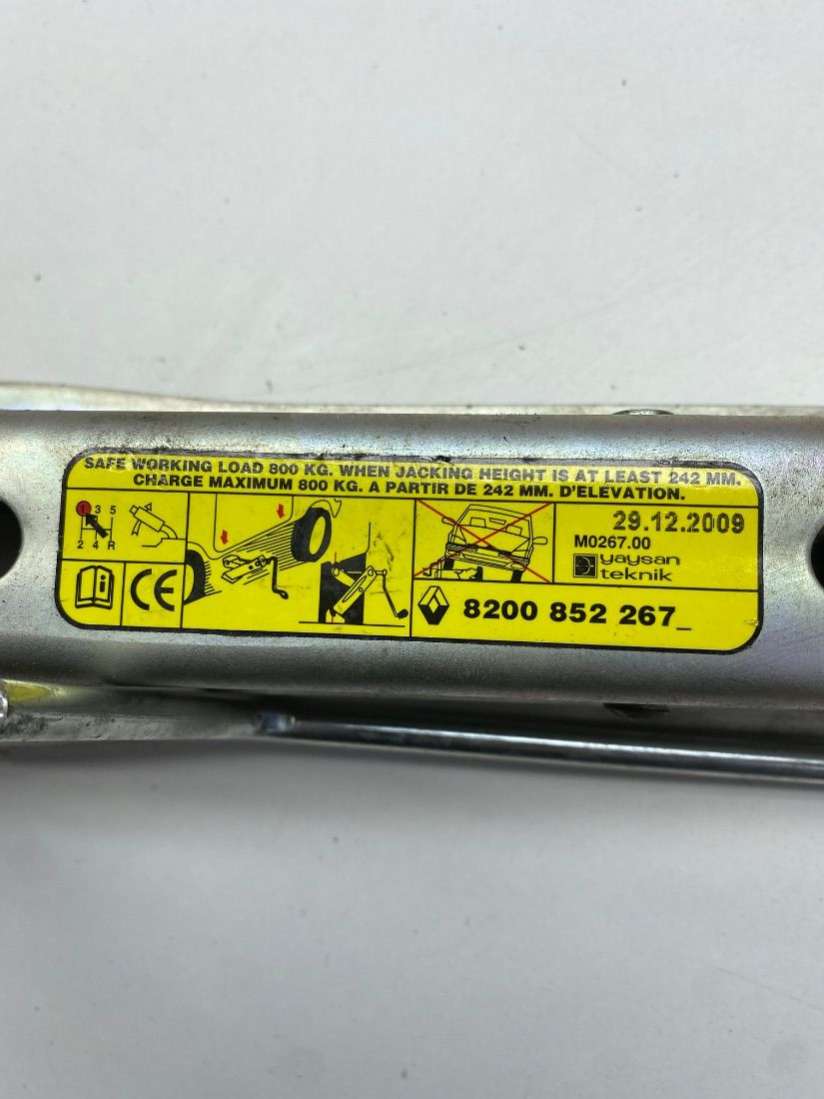 SAFE WORKING LOAD 800 KG. WHEN JACKING HEIGHT IS AT LEAST 242 MM.
CHARGE MAXIMUM 800 KG. A PARTIR DE 242 MM. D'ELEVATION.
1 3 5
2 4 R
CE
29.12.2009
M0267.00
yaysan
teknik
8200 852 267_